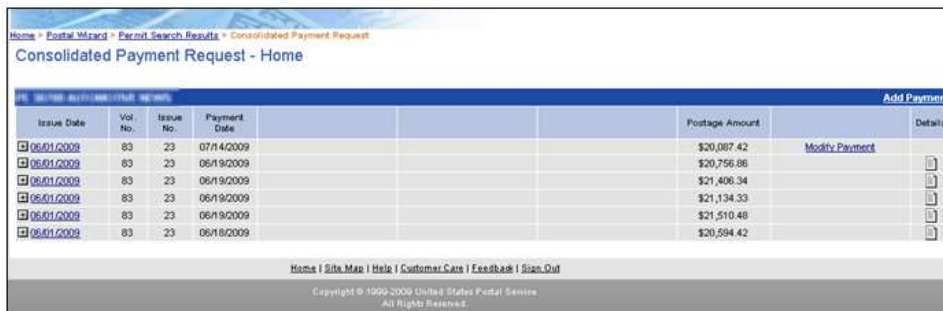 Home > Postal Wizard > Permit Search Results > Consolidated Payment Request
Consolidated Payment Request - Home
Add Paymen
Issue Date Vol. No. Issue No. Payment Date Postage Amount Details
06/01/2009 83 23 07/14/2009 $20,087.42 Modify Payment
06/01/2009 83 23 06/19/2009 $20,756.86
06/01/2009 83 23 06/19/2009 $21,406.34
06/01/2009 83 23 06/19/2009 $21,134.33
06/01/2009 83 23 06/19/2009 $21,510.48
06/01/2009 83 23 06/18/2009 $20,594.42
Home | Site Map | Help | Customer Care | Feedback | Sign Out
Copyright © 1999-2009 United States Postal Service
All Rights Reserved.